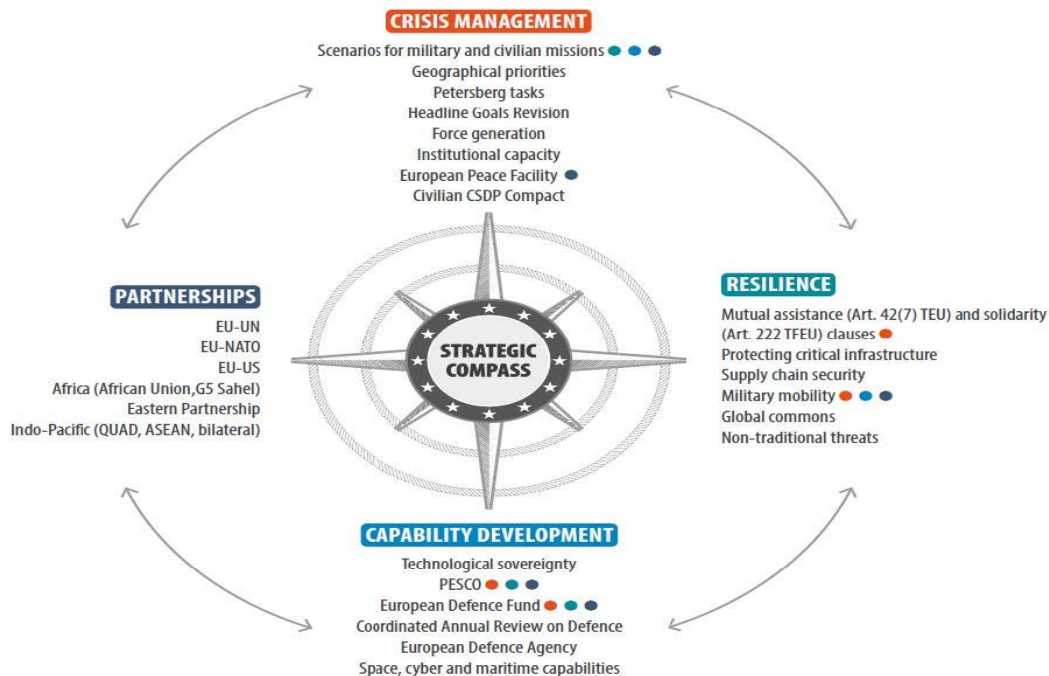 CRISIS MANAGEMENT
Scenarios for military and civilian missions
Geographical priorities
Petersberg tasks
Headline Goals Revision
Force generation
Institutional capacity
European Peace Facility
Civilian CSDP Compact
PARTNERSHIPS
EU-UN
EU-NATO
EU-US
Africa (African Union,G5 Sahel)
Eastern Partnership
Indo-Pacific (QUAD, ASEAN, bilateral)
STRATEGIC
COMPASS
RESILIENCE
Mutual assistance (Art. 42(7) TEU) and solidarity
(Art. 222 TFEU) clauses
Protecting critical infrastructure
Supply chain security
Military mobility
Global commons
Non-traditional threats
CAPABILITY DEVELOPMENT
Technological sovereignty
PESCO
European Defence Fund
Coordinated Annual Review on Defence
European Defence Agency
Space, cyber and maritime capabilities